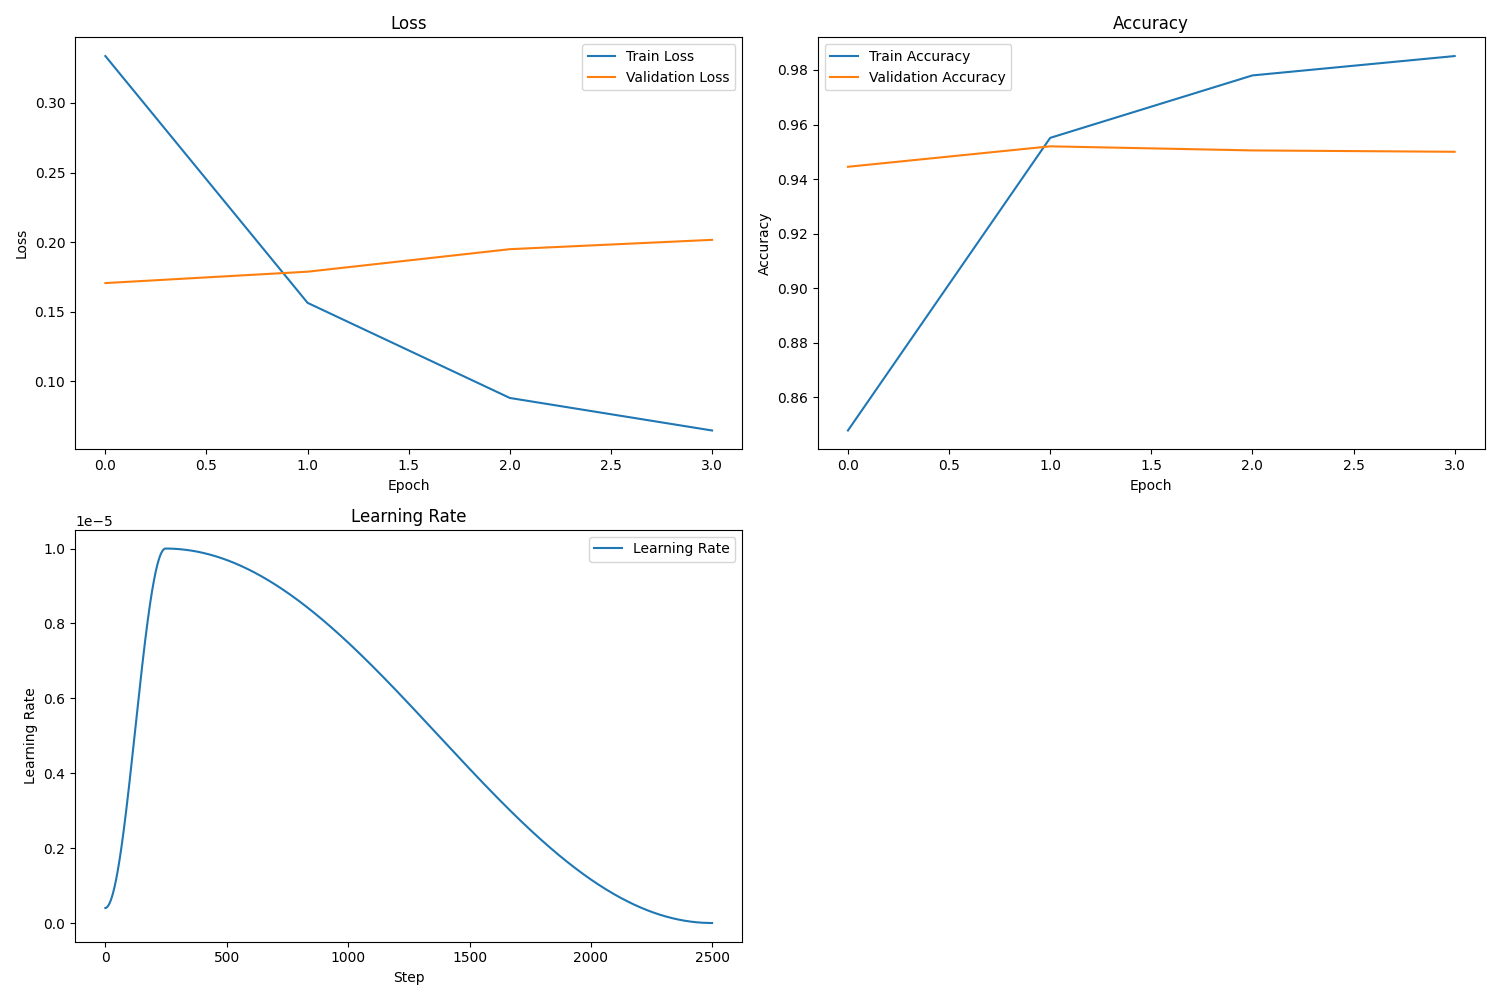 Loss
Train Loss
Validation Loss
0.30
0.25
0.20
0.15
0.10
Loss
0.0 0.5 1.0 1.5 2.0 2.5 3.0
Epoch
Accuracy
Train Accuracy
Validation Accuracy
0.98
0.96
0.94
0.92
0.90
0.88
0.86
Accuracy
0.0 0.5 1.0 1.5 2.0 2.5 3.0
Epoch
Learning Rate
1e−5
Learning Rate
1.0
0.8
0.6
0.4
0.2
0.0
Learning Rate
0 500 1000 1500 2000 2500
Step